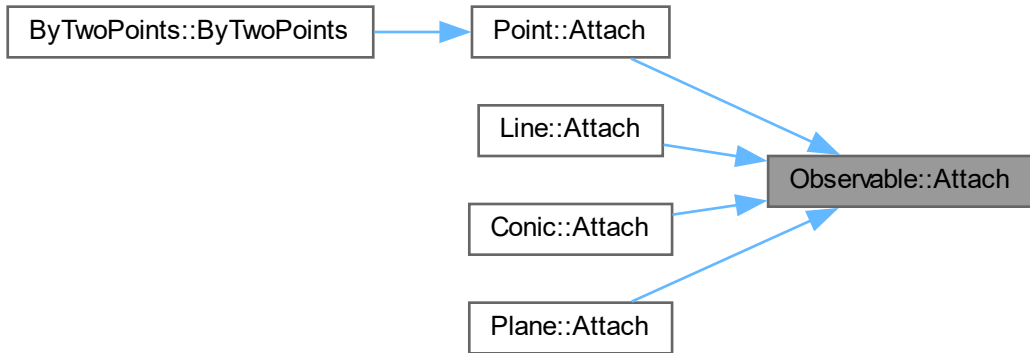 ByTwoPoints::ByTwoPoints
Point::Attach
Line::Attach
Observable::Attach
Conic::Attach
Plane::Attach